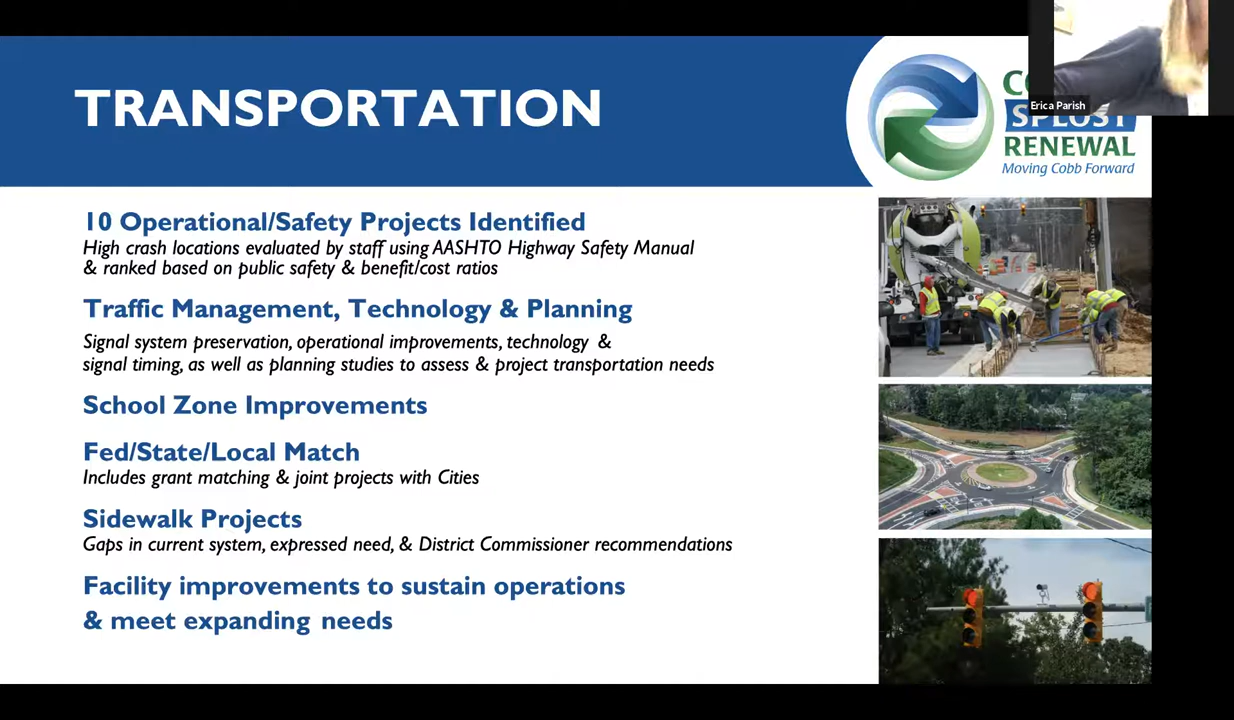 TRANSPORTATION
Erica Parish
RENEWAL
Moving Cobb Forward
10 Operational/Safety Projects Identified
High crash locations evaluated by staff using AASHTO Highway Safety Manual
& ranked based on public safety & benefit/cost ratios
Traffic Management, Technology & Planning
Signal system preservation, operational improvements, technology &
signal timing, as well as planning studies to assess & project transportation needs
School Zone Improvements
Fed/State/Local Match
Includes grant matching & joint projects with Cities
Sidewalk Projects
Gaps in current system, expressed need, & District Commissioner recommendations
Facility improvements to sustain operations
& meet expanding needs